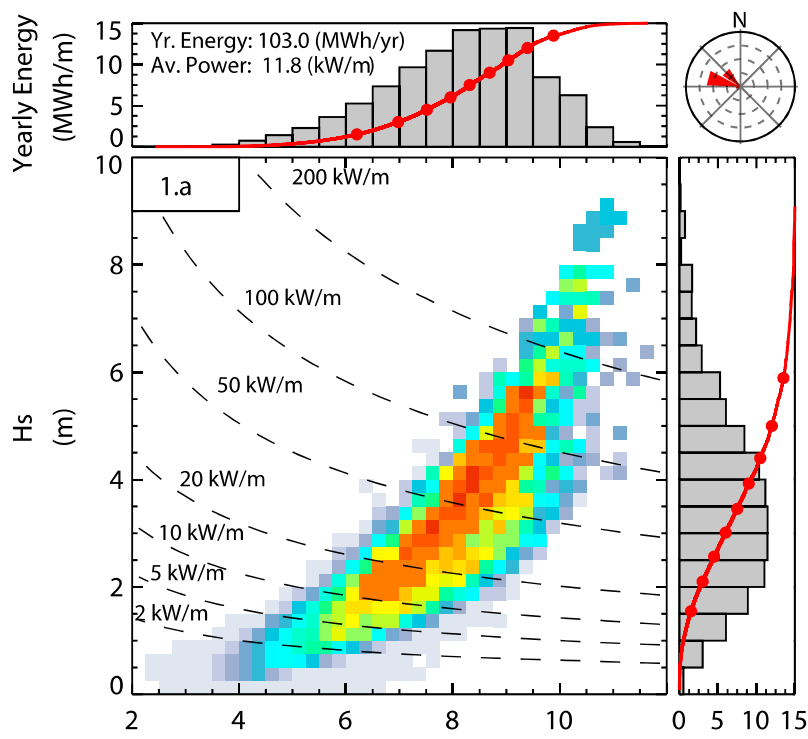 Yearly Energy
(MWh/m)
15
10
5
0
Yr. Energy: 103.0 (MWh/yr)
Av. Power: 11.8 (kW/m)
N
Hs
(m)
10
8
6
4
2
0
1.a
200 kW/m
100 kW/m
50 kW/m
20 kW/m
10 kW/m
5 kW/m
2 kW/m
2 4 6 8 10
0 5 10 15